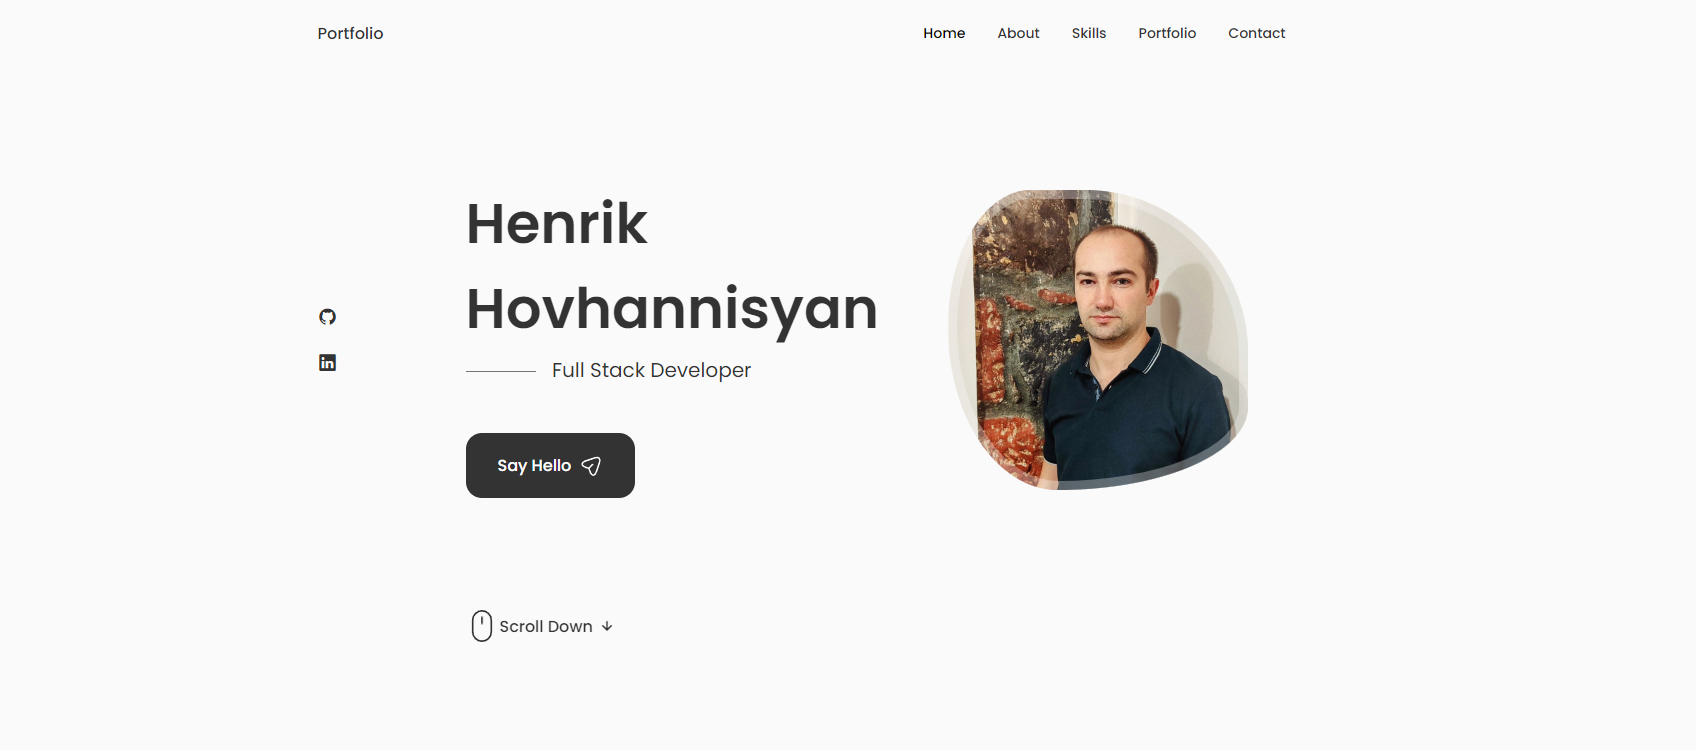 Portfolio
Home About Skills Portfolio Contact
Henrik
Hovhannisyan
Full Stack Developer
Say Hello
Scroll Down